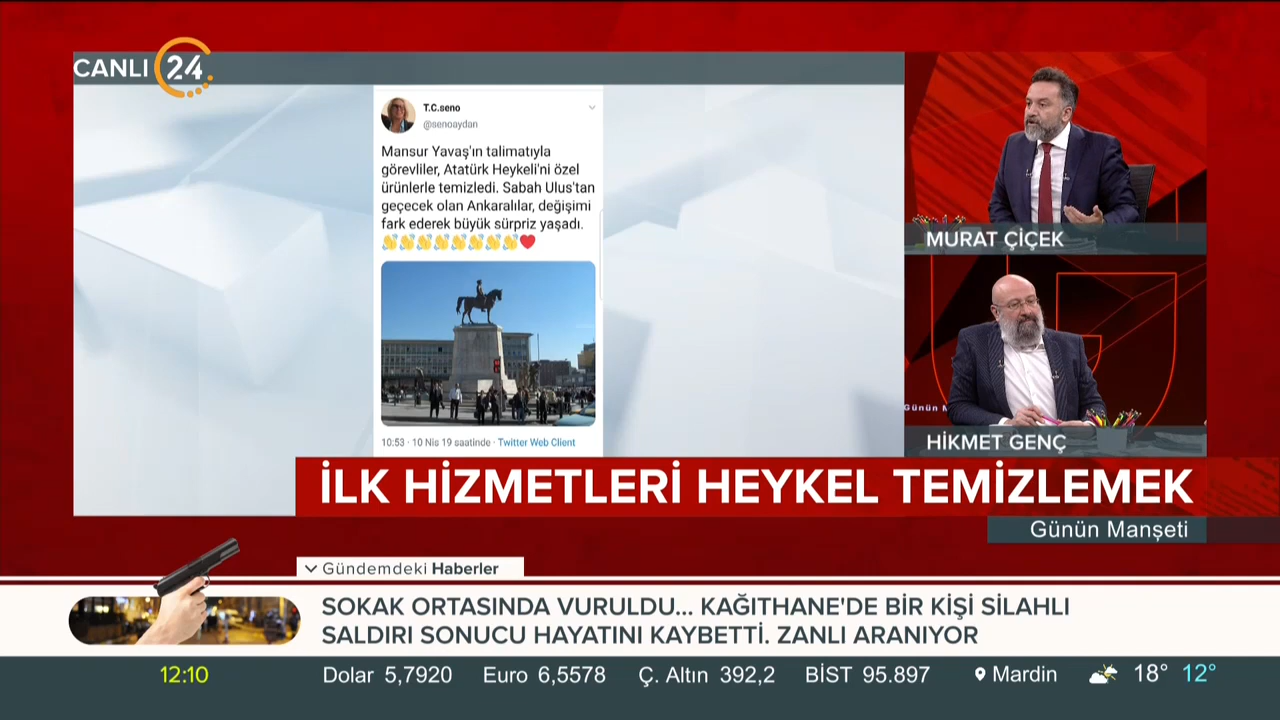 CANLI 24
T.C.seno
@senoaydan
Mansur Yavaş'ın talimatıyla
görevliler, Atatürk Heykeli'ni özel
ürünlerle temizledi. Sabah Ulus'tan
geçecek olan Ankaralılar, değişimi
fark ederek büyük sürpriz yaşadı.
10:53 · 10 Nis 19 saatinde · Twitter Web Client
MURAT ÇİÇEK
Günün M
HİKMET GENÇ
İLK HİZMETLERİ HEYKEL TEMİZLEMEK
Günün Manşeti
Gündemdeki Haberler
SOKAK ORTASINDA VURULDU... KAĞITHANE'DE BİR KİŞİ SİLAHLI
SALDIRI SONUCU HAYATINI KAYBETTİ. ZANLI ARANIYOR
12:10 Dolar 5,7920 Euro 6,5578 Ç. Altın 392,2 BİST 95.897 Mardin 18° 12°